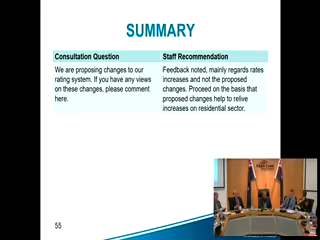 SUMMARY
Consultation Question
Staff Recommendation
We are proposing changes to our
rating system. If you have any views
on these changes, please comment
here.
Feedback noted, mainly regards rates
increases and not the proposed
changes. Proceed on the basis that
proposed changes help to relive
increases on residential sector.
55